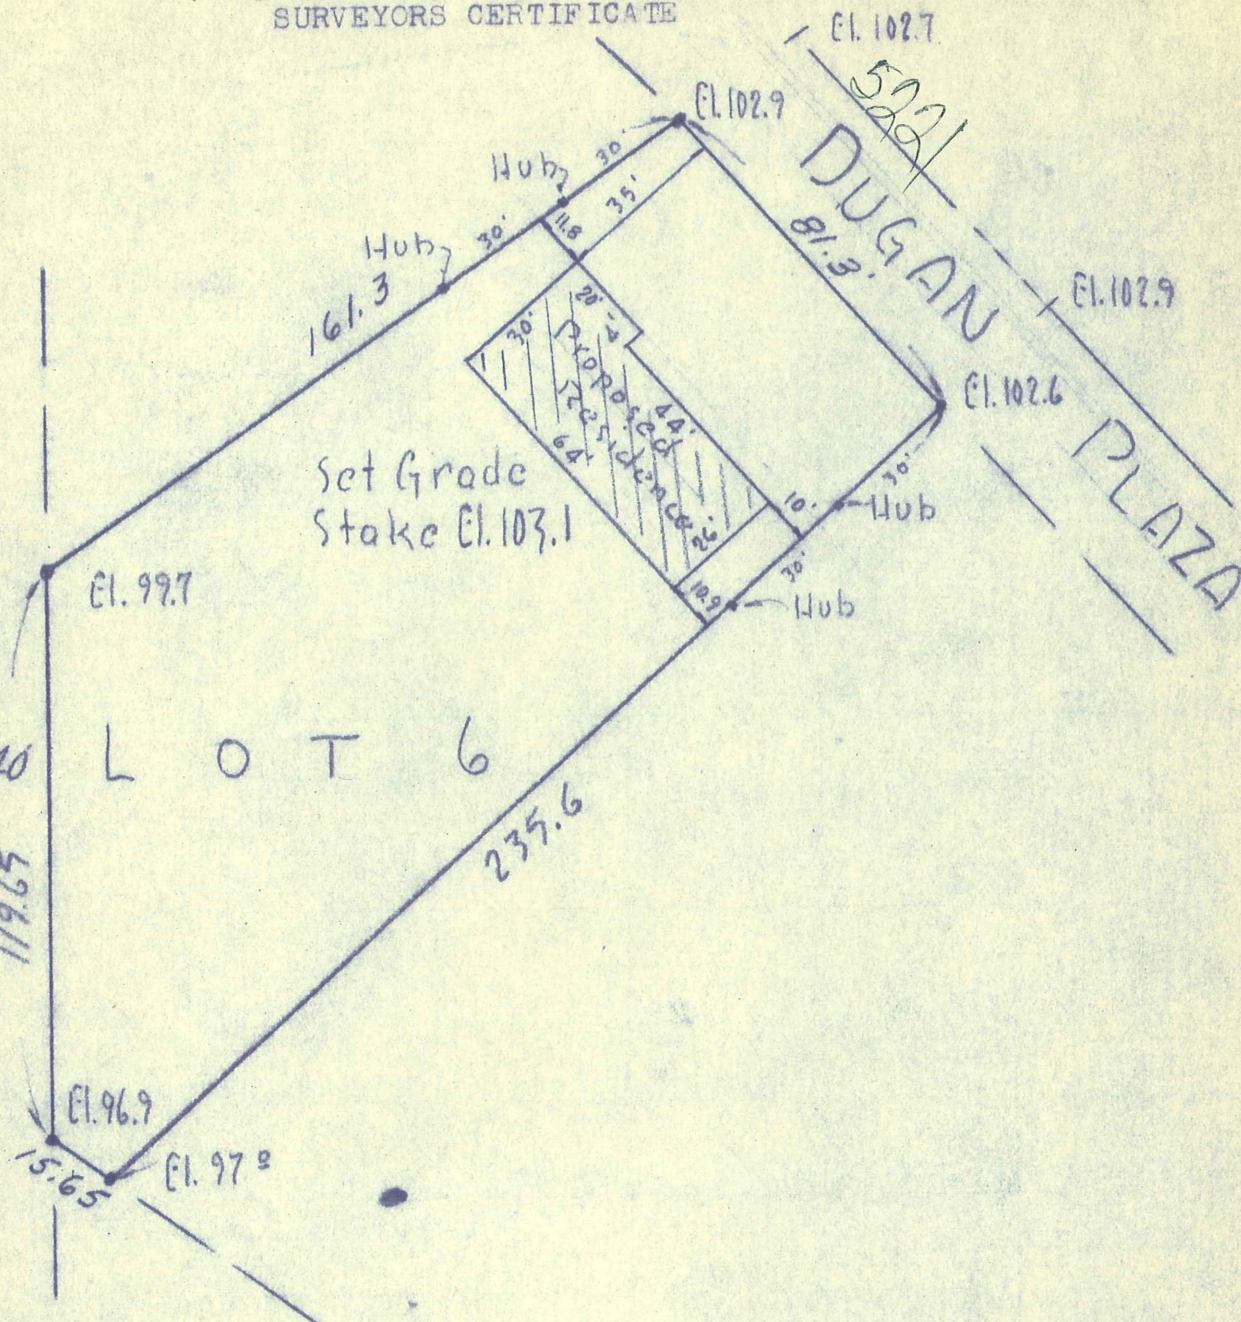 SURVEYORS CERTIFICATE
El. 102.7
5221
El. 102.9
DUGAN PLAZA
Hub
30'
35'
11.8
81.3'
Hub
30'
161.3
El. 102.9
20'
4
30'
Proposed
Residence
44'
64'
26'
El. 102.6
30'
Hub
10'
30'
Hub
10.9
Set Grade
Stake El. 103.1
El. 99.7
LOT 6
119.65
235.6
El. 96.9
15.65
El. 97.0